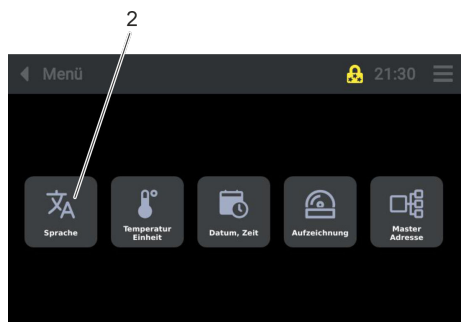 2
Menü
21:30
Sprache
Temperatur
Einheit
Datum, Zeit
Aufzeichnung
Master
Adresse